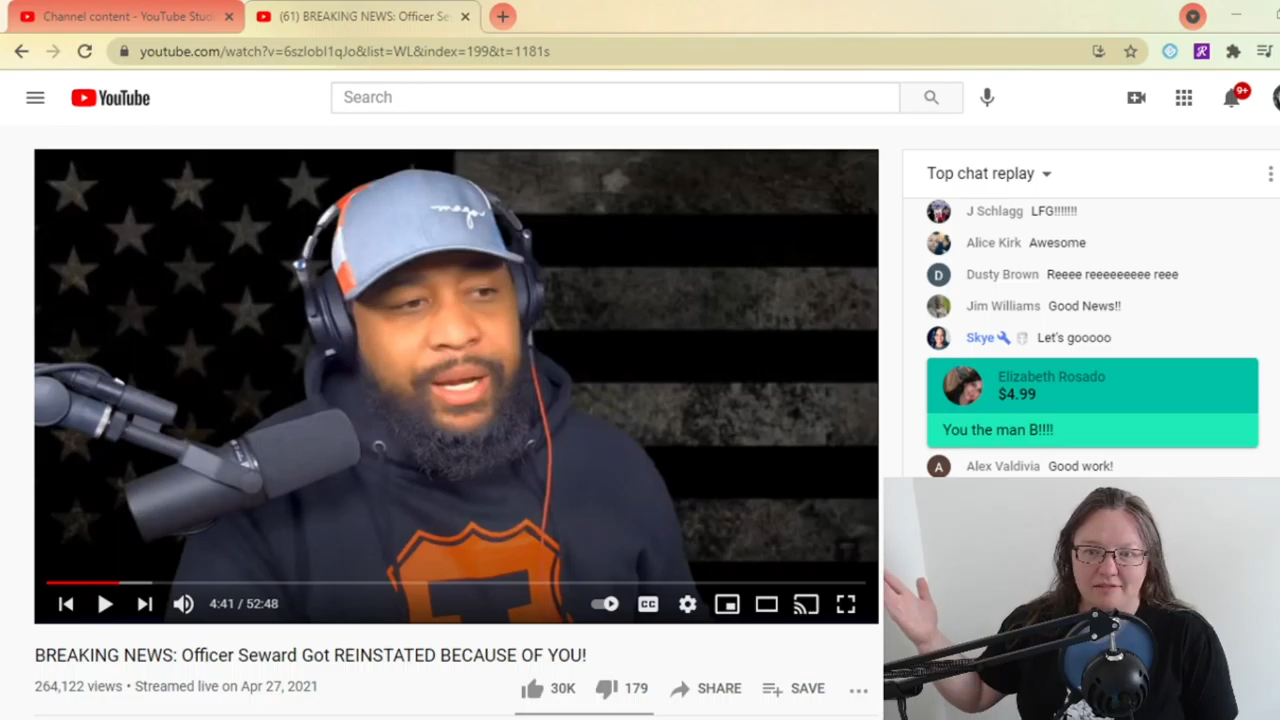 Channel content - YouTube Stud
(61) BREAKING NEWS: Officer Se
youtube.com/watch?v=6szIobI1qJo&list=WL&index=199&t=1181s
YouTube
Search
9+
maga
Top chat replay
J Schlagg LFG!!!!!!!
Alice Kirk Awesome
D Dusty Brown Reeee reeeeeeeee reee
Jim Williams Good News!!
Skye Let's gooooo
Elizabeth Rosado
$4.99
You the man B!!!!
A Alex Valdivia Good work!
4:41 / 52:48
CC
BREAKING NEWS: Officer Seward Got REINSTATED BECAUSE OF YOU!
264,122 views • Streamed live on Apr 27, 2021
30K 179 SHARE SAVE